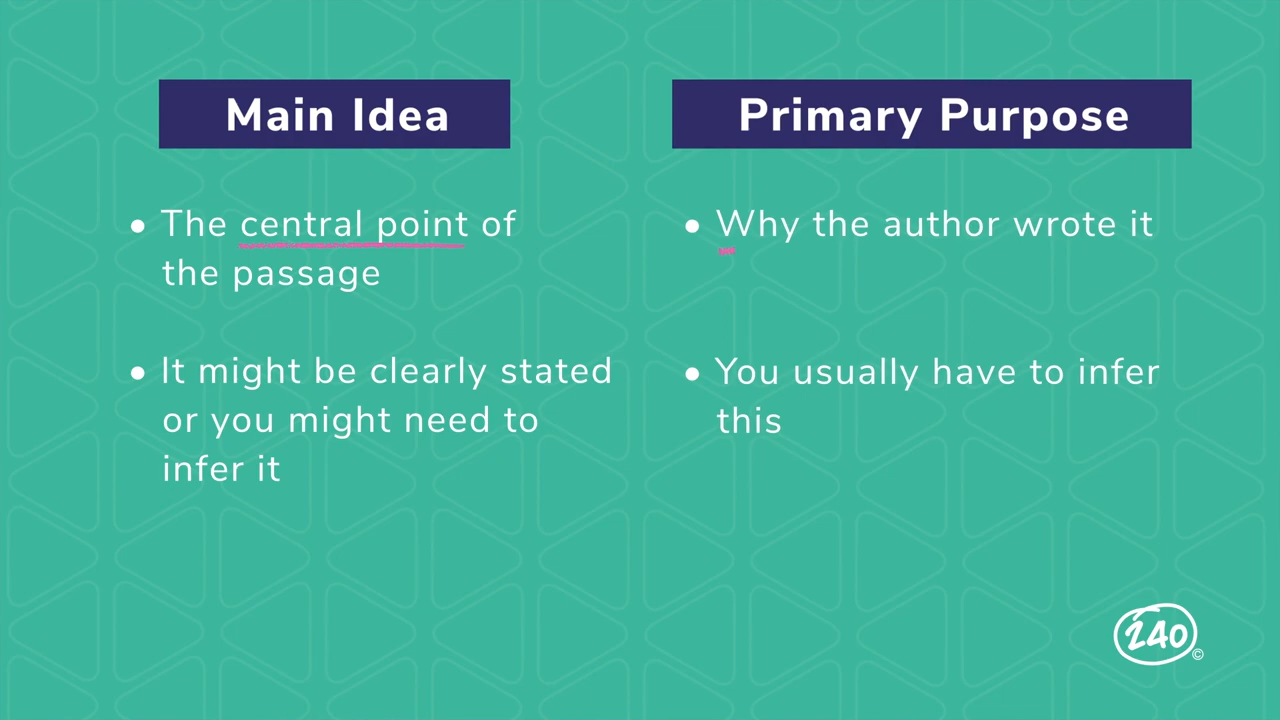 Main Idea
• The central point of
the passage
• It might be clearly stated
or you might need to
infer it
Primary Purpose
• Why the author wrote it
• You usually have to infer
this
240
©